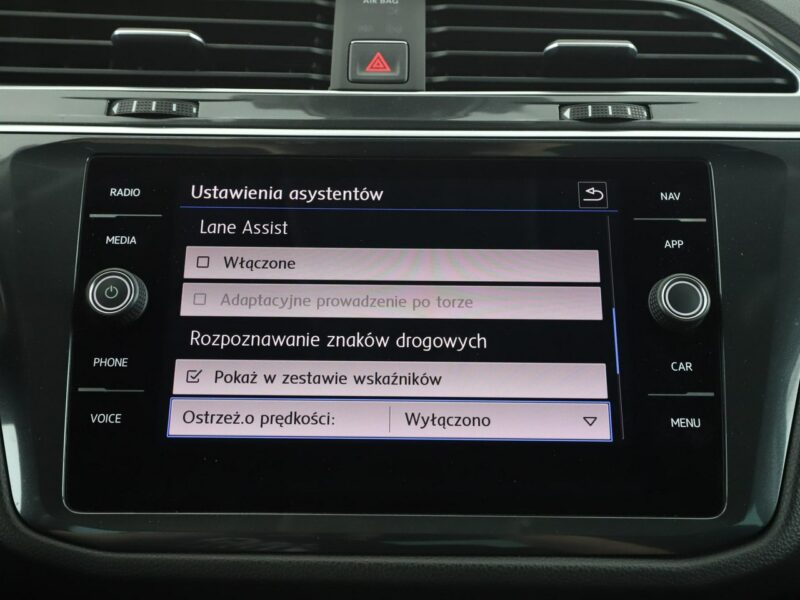 AIR BAG
RADIO
MEDIA
PHONE
VOICE
Ustawienia asystentów
Lane Assist
Włączone
Adaptacyjne prowadzenie po torze
Rozpoznawanie znaków drogowych
Pokaż w zestawie wskaźników
Ostrzeż.o prędkości: Wyłączono
NAV
APP
CAR
MENU